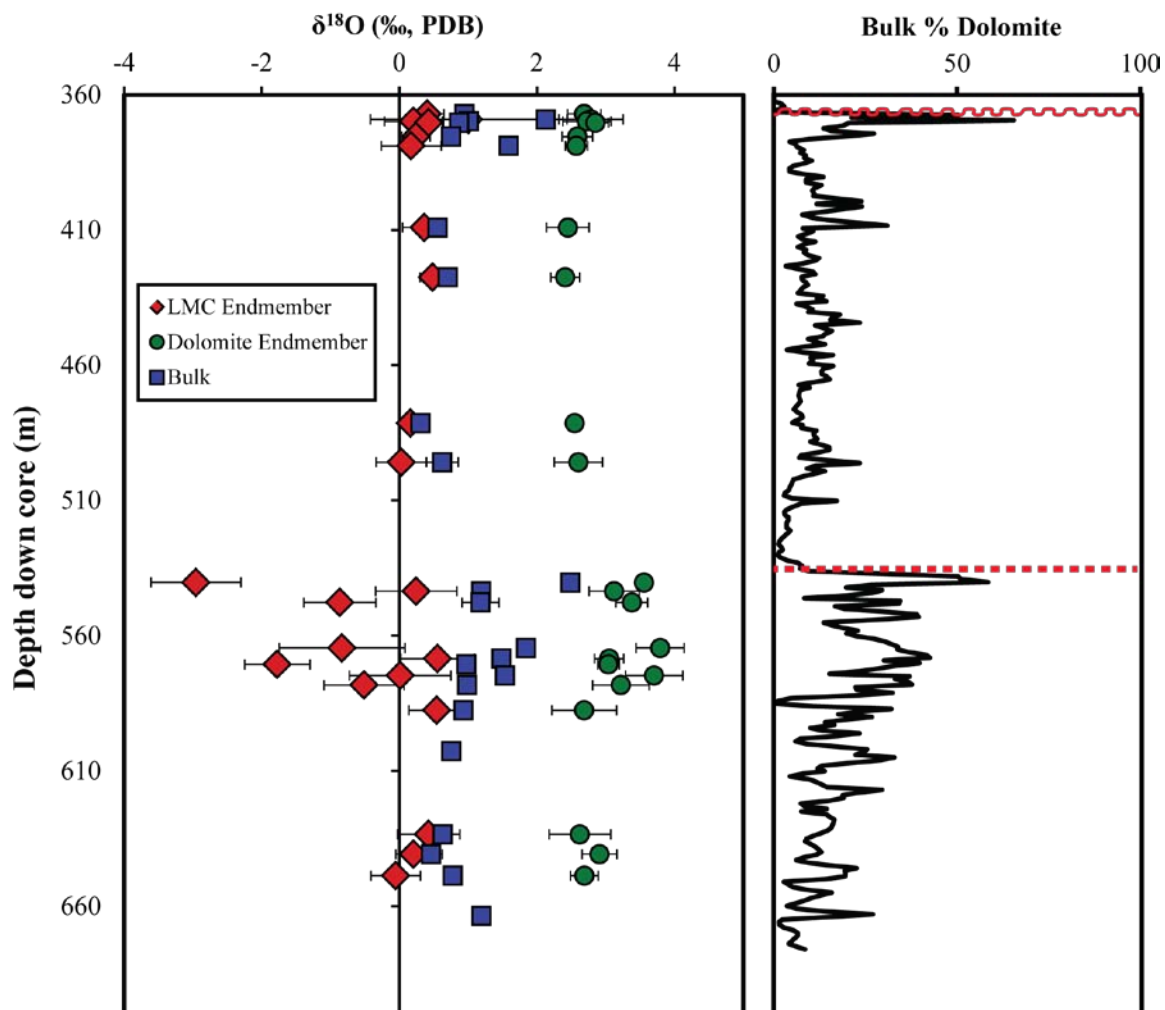 δ¹⁸O (‰, PDB)
Bulk % Dolomite
-4 -2 0 2 4
0 50 100
360
410
460
510
560
610
660
Depth down core (m)
LMC Endmember
Dolomite Endmember
Bulk